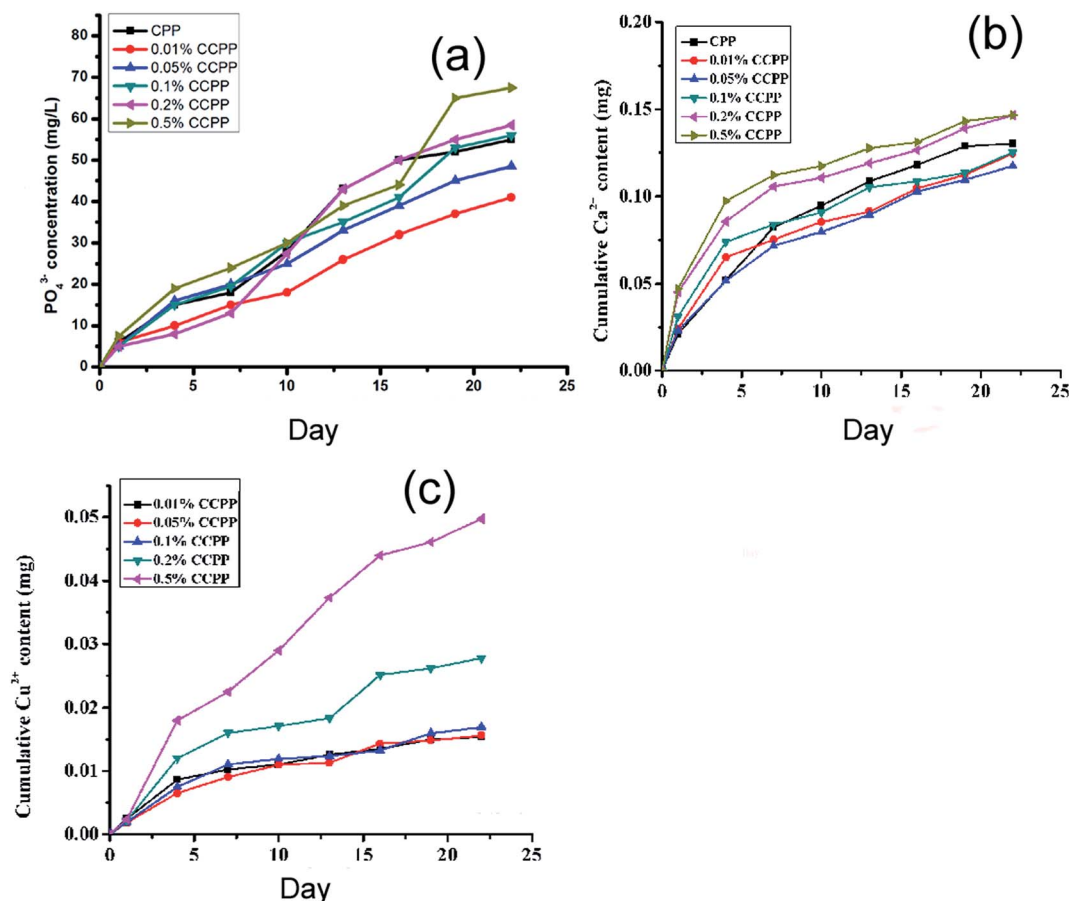 (a)
CPP
0.01% CCPP
0.05% CCPP
0.1% CCPP
0.2% CCPP
0.5% CCPP
PO₄³⁻ concentration (mg/L)
85
80
70
60
50
40
30
20
10
0
0 5 10 15 20 25
Day
(b)
CPP
0.01% CCPP
0.05% CCPP
0.1% CCPP
0.2% CCPP
0.5% CCPP
Cumulative Ca²⁻ content (mg)
0.20
0.15
0.10
0.05
0.00
0 5 10 15 20 25
Day
(c)
0.01% CCPP
0.05% CCPP
0.1% CCPP
0.2% CCPP
0.5% CCPP
Cumulative Cu²⁺ content (mg)
0.05
0.04
0.03
0.02
0.01
0.00
0 5 10 15 20 25
Day